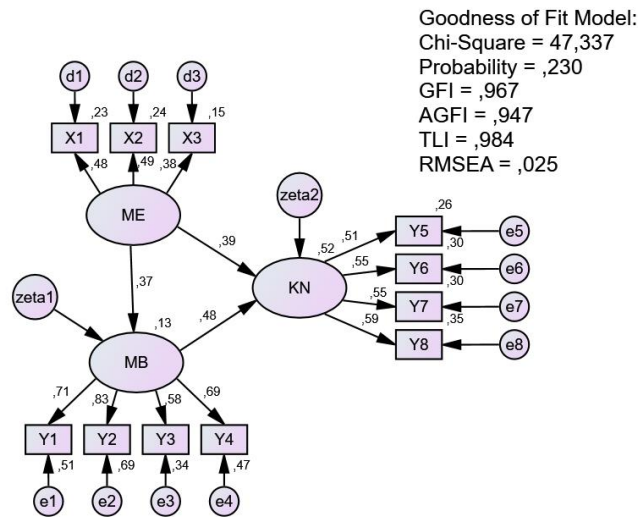 Goodness of Fit Model:
Chi-Square = 47,337
Probability = ,230
GFI = ,967
AGFI = ,947
TLI = ,984
RMSEA = ,025
d1 d2 d3
,23 ,24 ,15
X1 X2 X3
,48 ,49 ,38
ME
zeta2
,39
,52 ,51
,26
Y5 e5
,30
KN
,55
Y6 e6
,30
,55
Y7 e7
,35
,59
Y8 e8
,37
zeta1
,13 ,48
MB
,71 ,83 ,58 ,69
Y1 Y2 Y3 Y4
,51 ,69 ,34 ,47
e1 e2 e3 e4